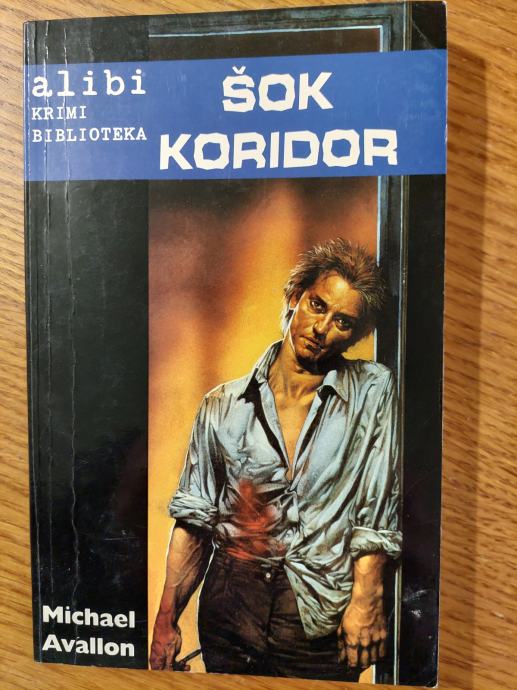 alibi
KRIMI
BIBLIOTEKA
ŠOK
KORIDOR
Michael
Avallon